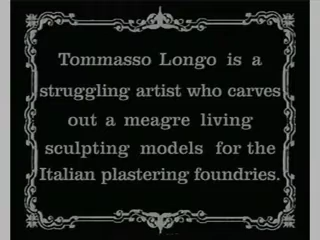 Tommasso Longo is a
struggling artist who carves
out a meagre living
sculpting models for the
Italian plastering foundries.